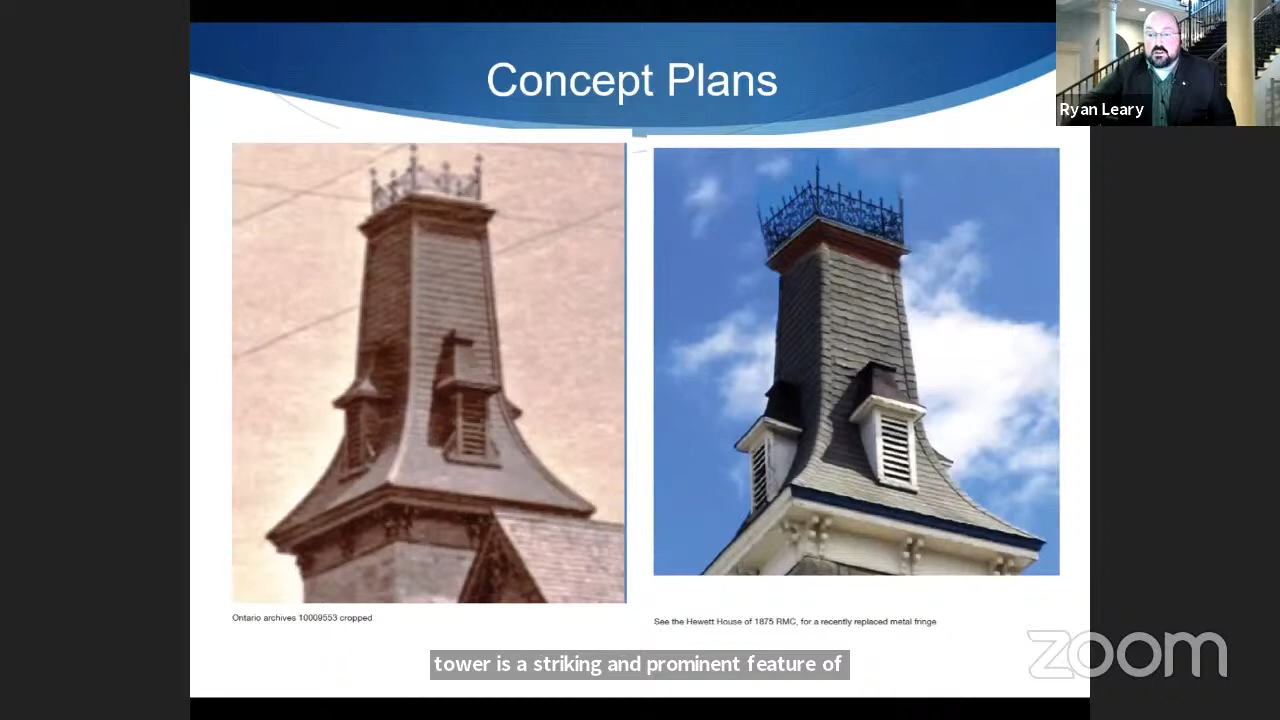 Concept Plans
Ryan Leary
Ontario archives 10009553 cropped
See the Hewett House of 1875 RMC, for a recently replaced metal fringe
tower is a striking and prominent feature of
zoom